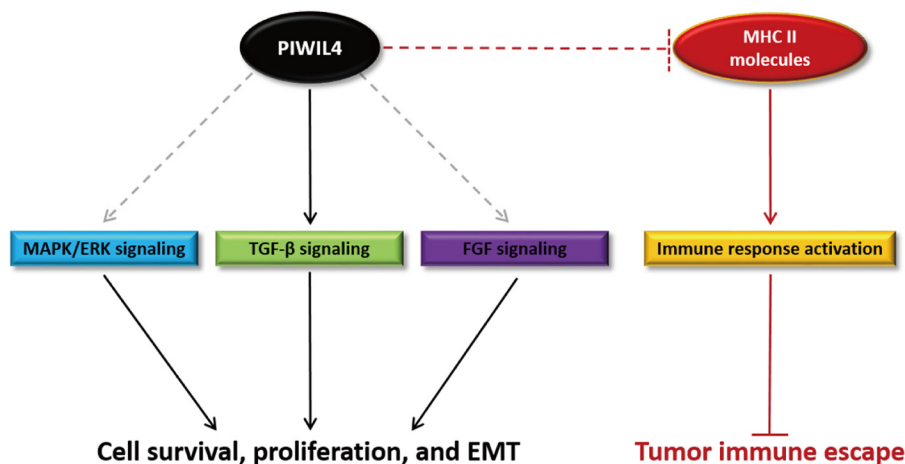 PIWIL4
MHC II
molecules
MAPK/ERK signaling
TGF-β signaling
FGF signaling
Immune response activation
Cell survival, proliferation, and EMT
Tumor immune escape